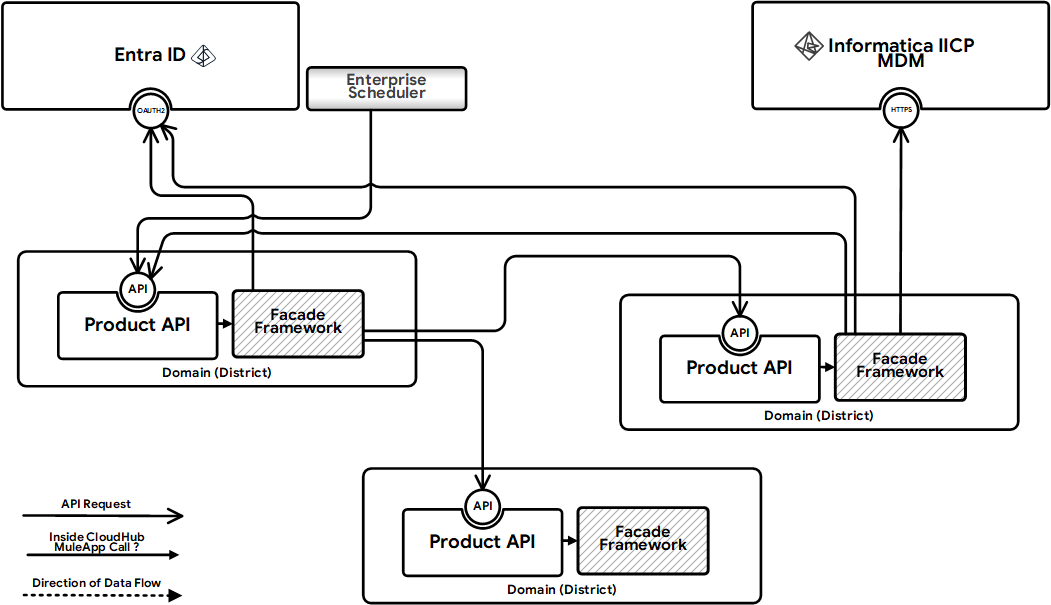 Entra ID
OAUTH2
Enterprise
Scheduler
Informatica IICP
MDM
HTTPS
API
Product API
Facade
Framework
Domain (District)
API
Product API
Facade
Framework
Domain (District)
API
Product API
Facade
Framework
Domain (District)
API Request
Inside CloudHub
MuleApp Call ?
Direction of Data Flow